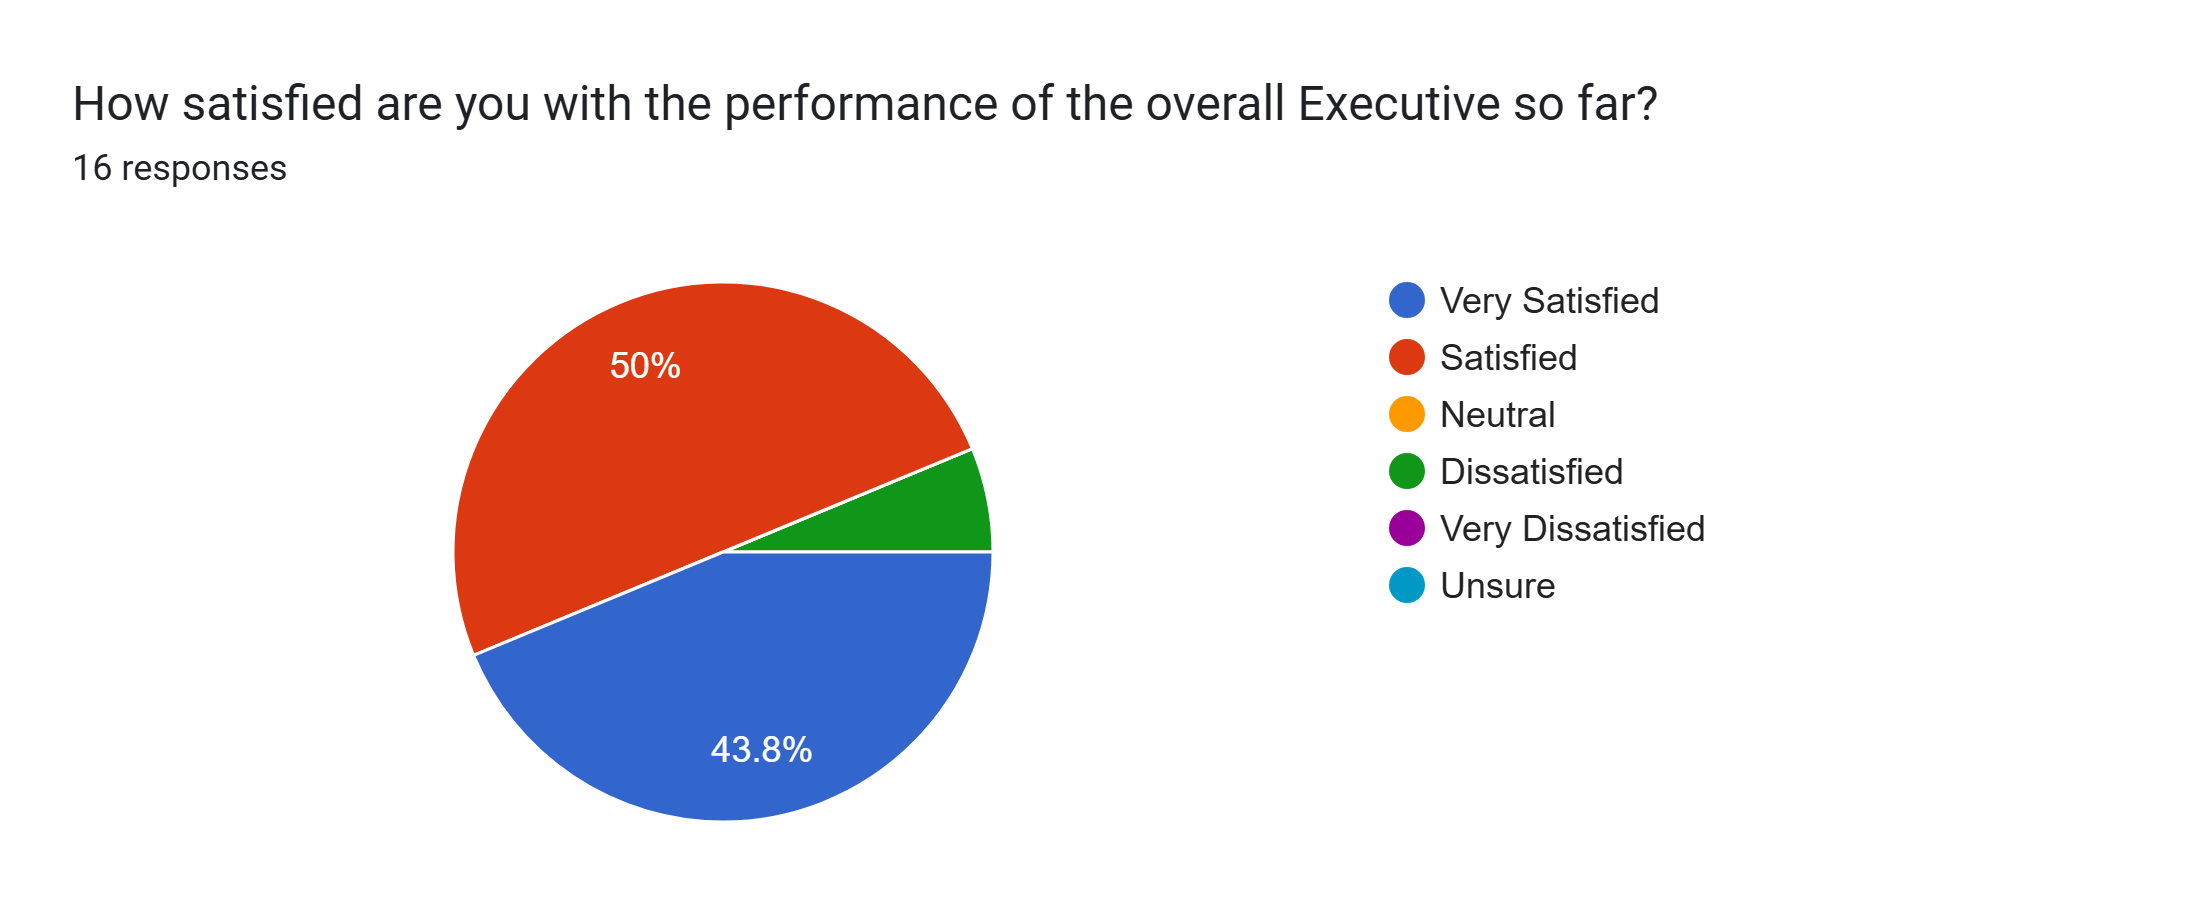 How satisfied are you with the performance of the overall Executive so far?
16 responses
50%
43.8%
Very Satisfied
Satisfied
Neutral
Dissatisfied
Very Dissatisfied
Unsure